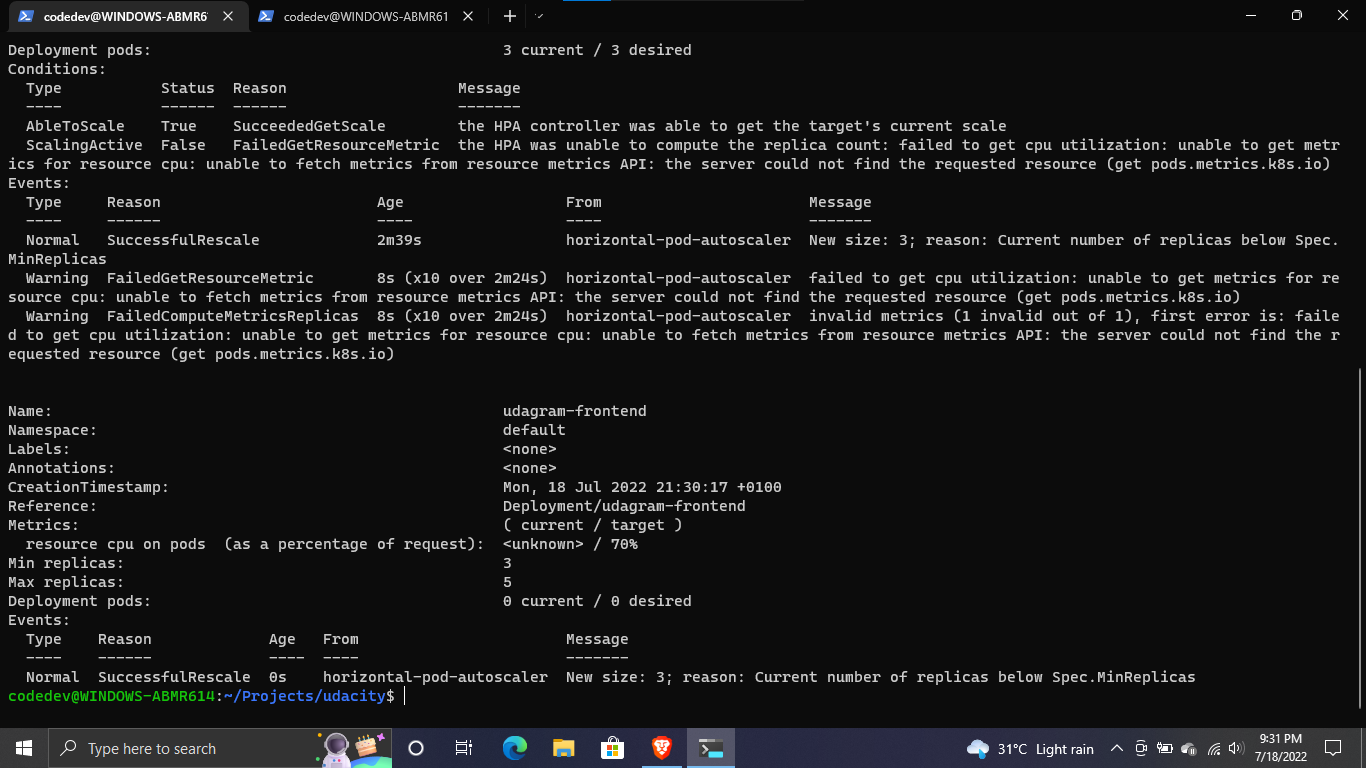 codedev@WINDOWS-ABMR6
codedev@WINDOWS-ABMR61
Deployment pods: 3 current / 3 desired
Conditions:
Type Status Reason Message
---- ------ ------ -------
AbleToScale True SucceededGetScale the HPA controller was able to get the target's current scale
ScalingActive False FailedGetResourceMetric the HPA was unable to compute the replica count: failed to get cpu utilization: unable to get metr
ics for resource cpu: unable to fetch metrics from resource metrics API: the server could not find the requested resource (get pods.metrics.k8s.io)
Events:
Type Reason Age From Message
---- ------ ---- ---- -------
Normal SuccessfulRescale 2m39s horizontal-pod-autoscaler New size: 3; reason: Current number of replicas below Spec.
MinReplicas
Warning FailedGetResourceMetric 8s (x10 over 2m24s) horizontal-pod-autoscaler failed to get cpu utilization: unable to get metrics for re
source cpu: unable to fetch metrics from resource metrics API: the server could not find the requested resource (get pods.metrics.k8s.io)
Warning FailedComputeMetricsReplicas 8s (x10 over 2m24s) horizontal-pod-autoscaler invalid metrics (1 invalid out of 1), first error is: faile
d to get cpu utilization: unable to get metrics for resource cpu: unable to fetch metrics from resource metrics API: the server could not find the r
equested resource (get pods.metrics.k8s.io)
Name: udagram-frontend
Namespace: default
Labels: <none>
Annotations: <none>
CreationTimestamp: Mon, 18 Jul 2022 21:30:17 +0100
Reference: Deployment/udagram-frontend
Metrics: ( current / target )
resource cpu on pods (as a percentage of request): <unknown> / 70%
Min replicas: 3
Max replicas: 5
Deployment pods: 0 current / 0 desired
Events:
Type Reason Age From Message
---- ------ ---- ---- -------
Normal SuccessfulRescale 0s horizontal-pod-autoscaler New size: 3; reason: Current number of replicas below Spec.MinReplicas
codedev@WINDOWS-ABMR614:~/Projects/udacity$
Type here to search
31°C Light rain
9:31 PM
7/18/2022